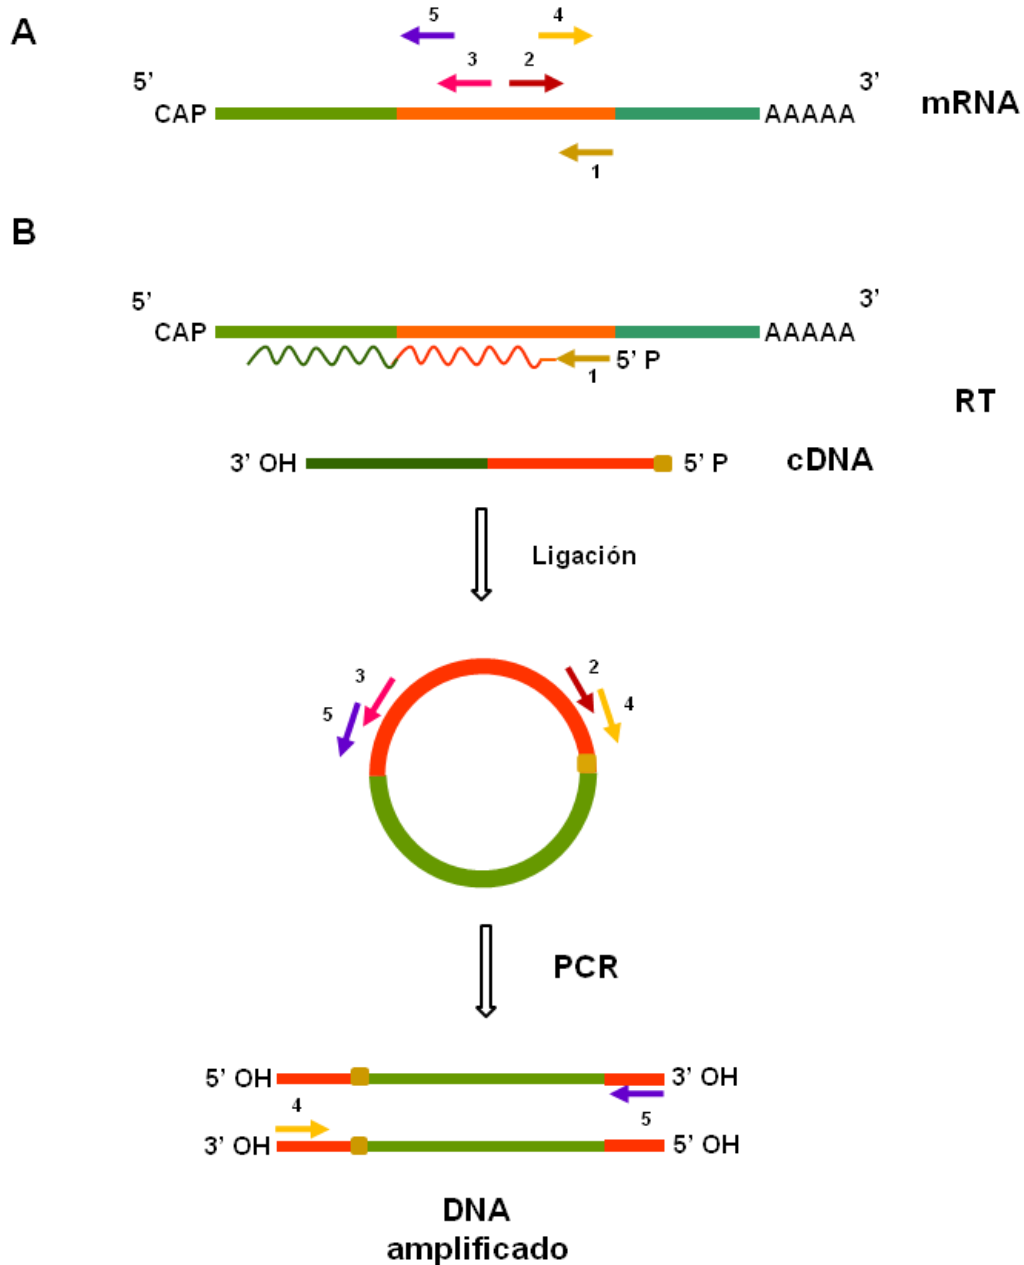 A
5 4
3 2
5’ 3’
CAP AAAAA mRNA
1
B
5’ 3’
CAP AAAAA
1 5’ P
RT
3’ OH 5’ P cDNA
Ligación
3 2
5 4
PCR
5’ OH 3’ OH
4 5
3’ OH 5’ OH
DNA
amplificado